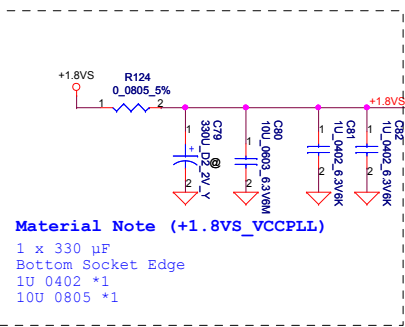 +1.8VS
R124
0_0805_5%
1
2
+1.8VS
1
2
C79
330U_D2_2V_Y
+
@
1
2
C80
10U_0603_6.3V6M
1
2
C81
1U_0402_6.3V6K
1
2
C82
1U_0402_6.3V6K
Material Note (+1.8VS_VCCPLL)
1 x 330 µF
Bottom Socket Edge
1U 0402 *1
10U 0805 *1